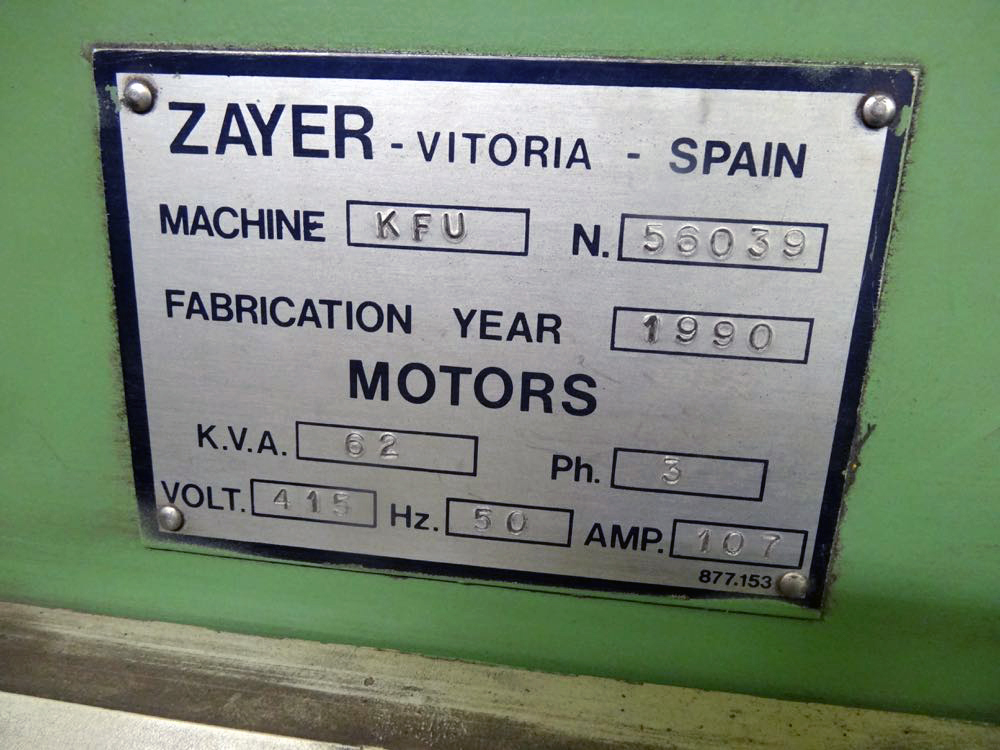 ZAYER - VITORIA - SPAIN
MACHINE KFU N. 56039
FABRICATION YEAR 1990
MOTORS
K.V.A. 62 Ph. 3
VOLT. 415 Hz. 50 AMP. 107
877.153